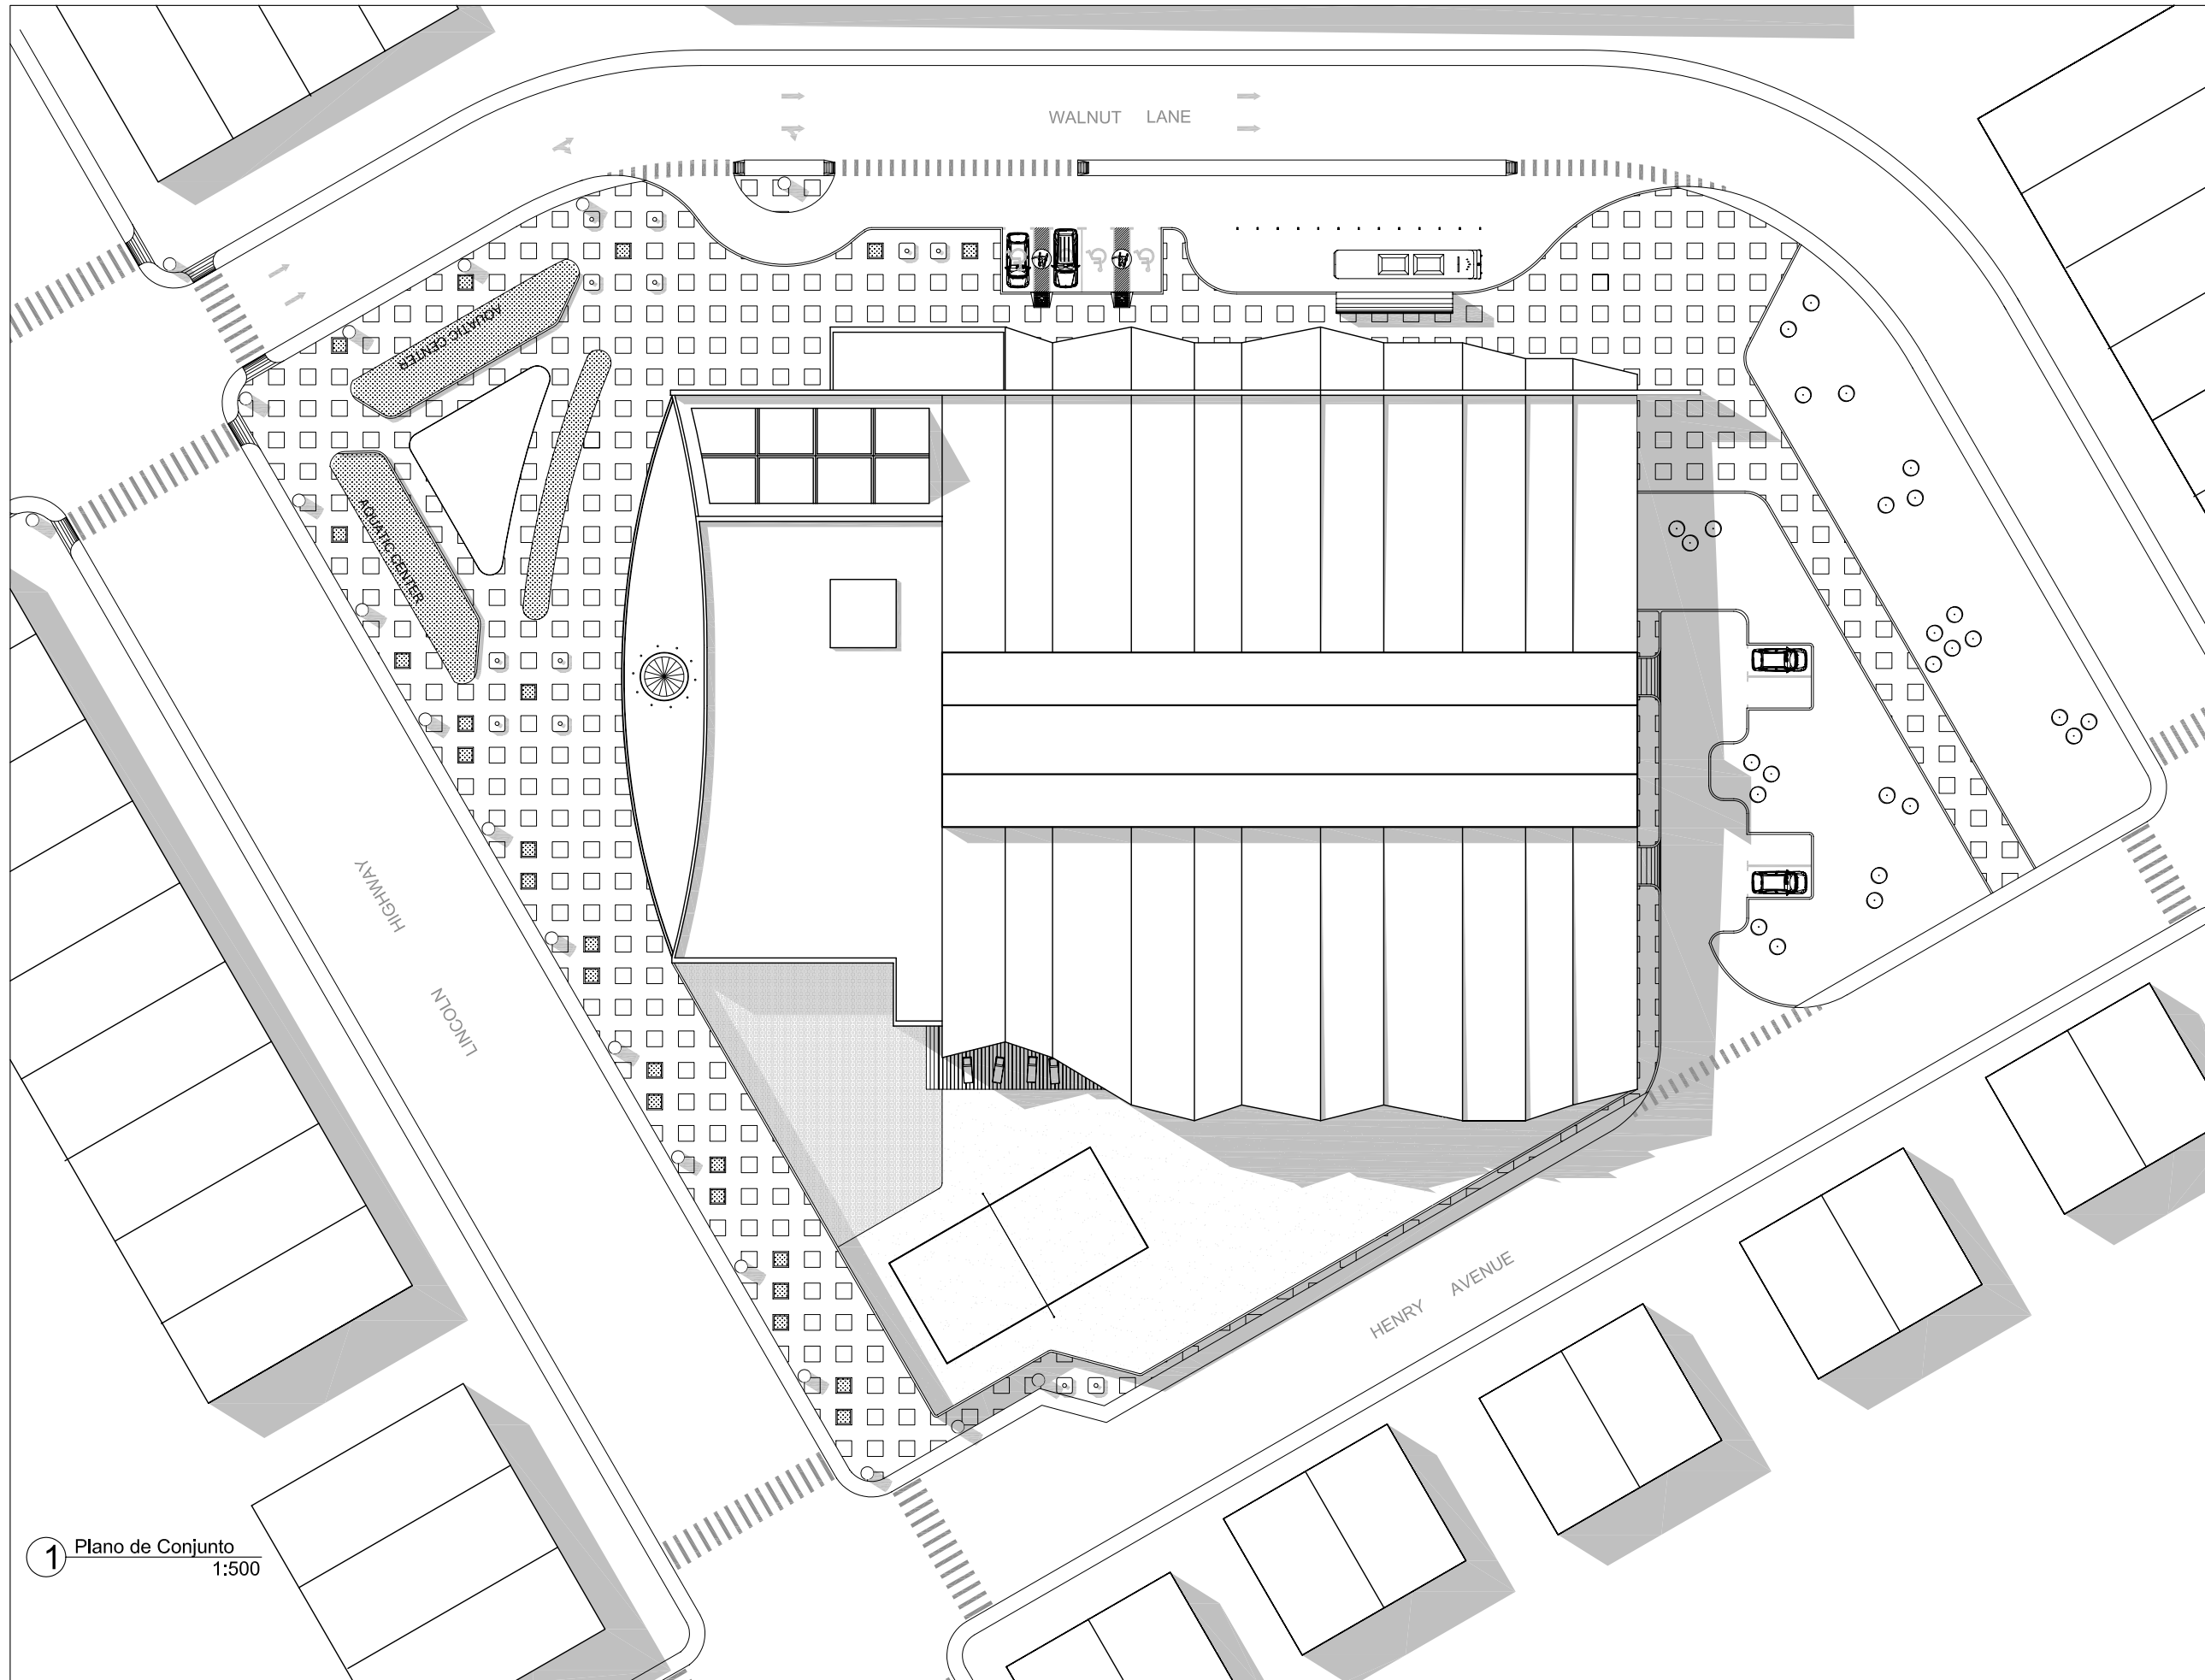 WALNUT LANE
AQUATIC CENTER
AQUATIC CENTER
LINCOLN HIGHWAY
HENRY AVENUE
1
Plano de Conjunto
1:500